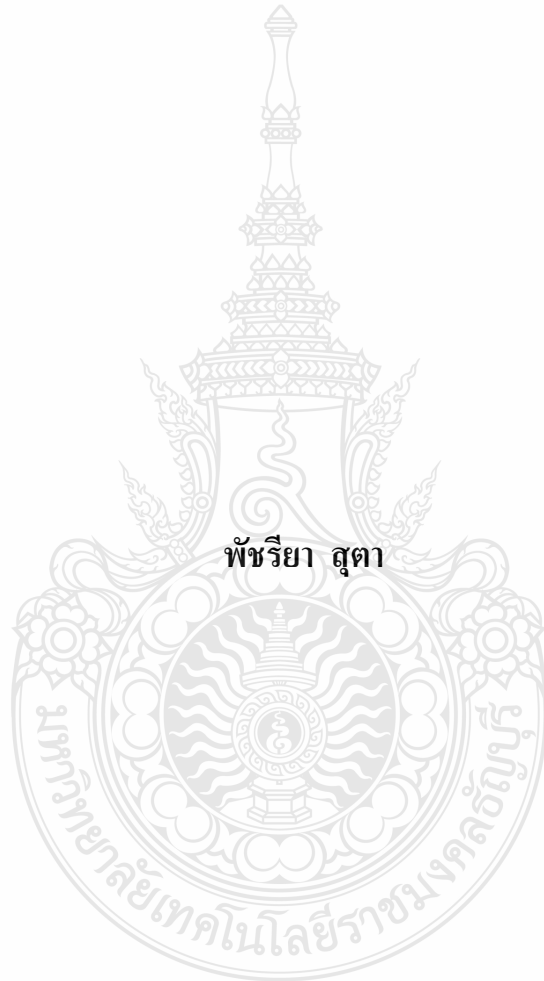 พัชรียา สุตา
มหาวิทยาลัยเทคโนโลยีราชมงคลธัญบุรี